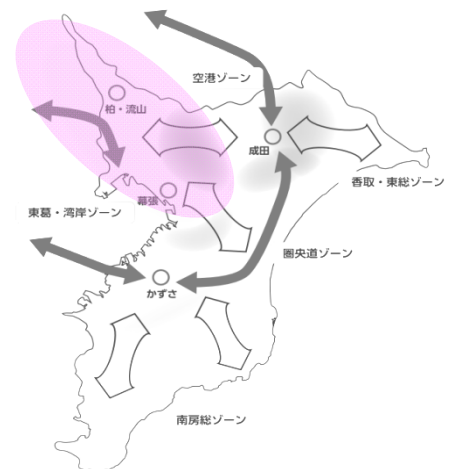 空港ゾーン
柏・流山
成田
香取・東総ゾーン
幕張
東葛・湾岸ゾーン
圏央道ゾーン
かずさ
南房総ゾーン